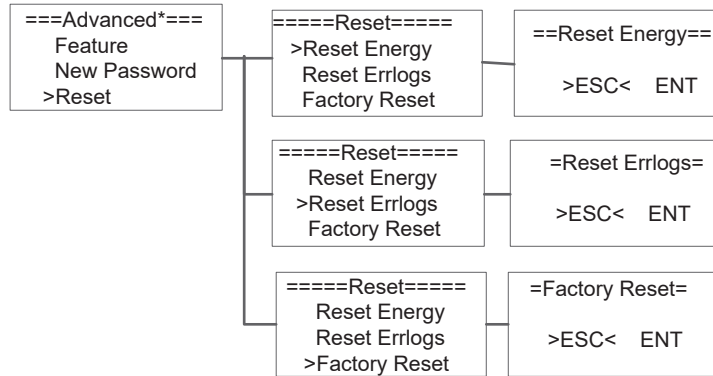 ===Advanced*===
Feature
New Password
>Reset
=====Reset=====
>Reset Energy
Reset Errlogs
Factory Reset
==Reset Energy==
>ESC< ENT
=====Reset=====
Reset Energy
>Reset Errlogs
Factory Reset
=Reset Errlogs=
>ESC< ENT
=====Reset=====
Reset Energy
Reset Errlogs
>Factory Reset
=Factory Reset=
>ESC< ENT